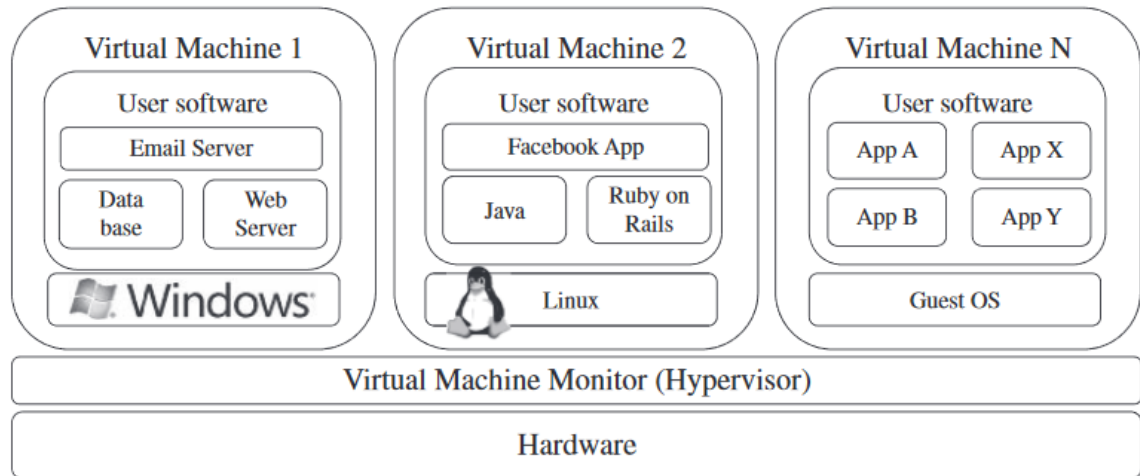 Virtual Machine 1
User software
Email Server
Data
base
Web
Server
Windows
Virtual Machine 2
User software
Facebook App
Java
Ruby on
Rails
Linux
Virtual Machine N
User software
App A
App X
App B
App Y
Guest OS
Virtual Machine Monitor (Hypervisor)
Hardware